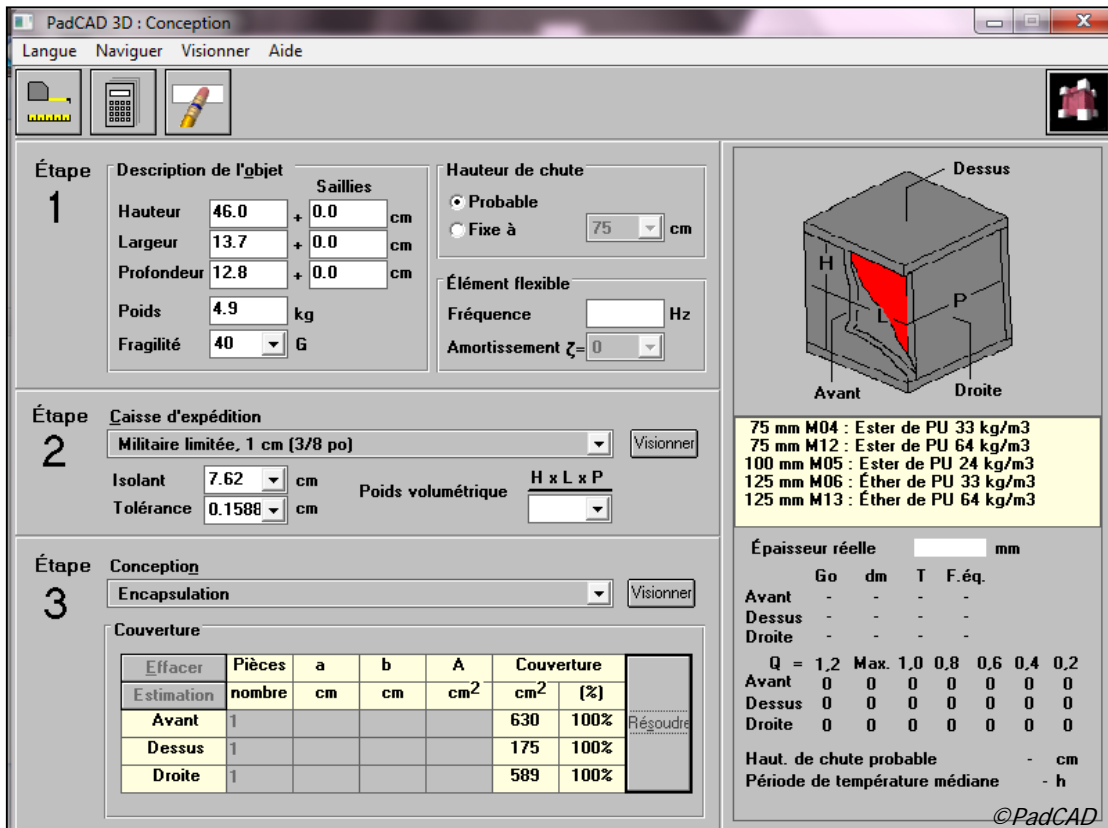 PadCAD 3D : Conception
Langue Naviguer Visionner Aide
Étape 1
Description de l'objet
Saillies
Hauteur 46.0 + 0.0 cm
Largeur 13.7 + 0.0 cm
Profondeur 12.8 + 0.0 cm
Poids 4.9 kg
Fragilité 40 G
Hauteur de chute
Probable
Fixe à 75 cm
Élément flexible
Fréquence Hz
Amortissement ζ= 0
Étape 2
Caisse d'expédition
Militaire limitée, 1 cm (3/8 po) Visionner
Isolant 7.62 cm
Tolérance 0.1588 cm
Poids volumétrique H x L x P
Étape 3
Conception
Encapsulation Visionner
Couverture
Effacer Pièces a b A Couverture
Estimation nombre cm cm cm2 cm2 (%)
Avant 1 630 100%
Dessus 1 175 100%
Droite 1 589 100%
Résoudre
Dessus
H
L
P
Avant
Droite
75 mm M04 : Ester de PU 33 kg/m3
75 mm M12 : Ester de PU 64 kg/m3
100 mm M05 : Ester de PU 24 kg/m3
125 mm M06 : Éther de PU 33 kg/m3
125 mm M13 : Éther de PU 64 kg/m3
Épaisseur réelle mm
Go dm T F.éq.
Avant - - - -
Dessus - - - -
Droite - - - -
Q = 1,2 Max. 1,0 0,8 0,6 0,4 0,2
Avant 0 0 0 0 0 0 0
Dessus 0 0 0 0 0 0 0
Droite 0 0 0 0 0 0 0
Haut. de chute probable - cm
Période de température médiane - h
©PadCAD